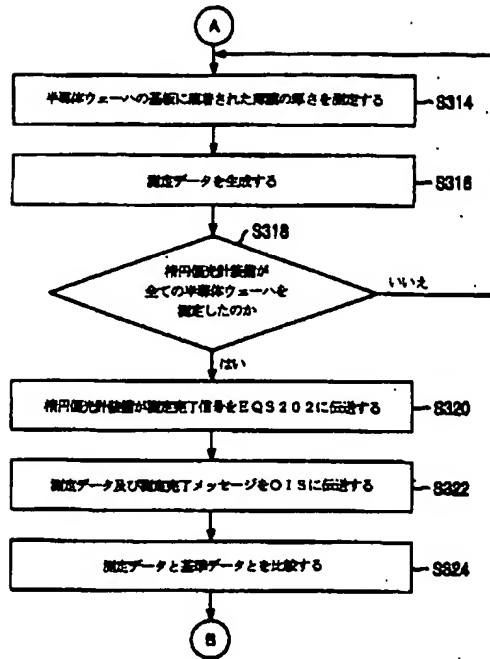 A
半導体ウェーハの基板に蒸着された薄膜の厚さを測定する
S314
測定データを生成する
S316
S318
楕円偏光計装備が
全ての半導体ウェーハを
測定したのか
いいえ
はい
楕円偏光計装備が測定完了信号をEQS202に伝送する
S320
測定データ及び測定完了メッセージをOISに伝送する
S322
測定データと基準データとを比較する
S324
B